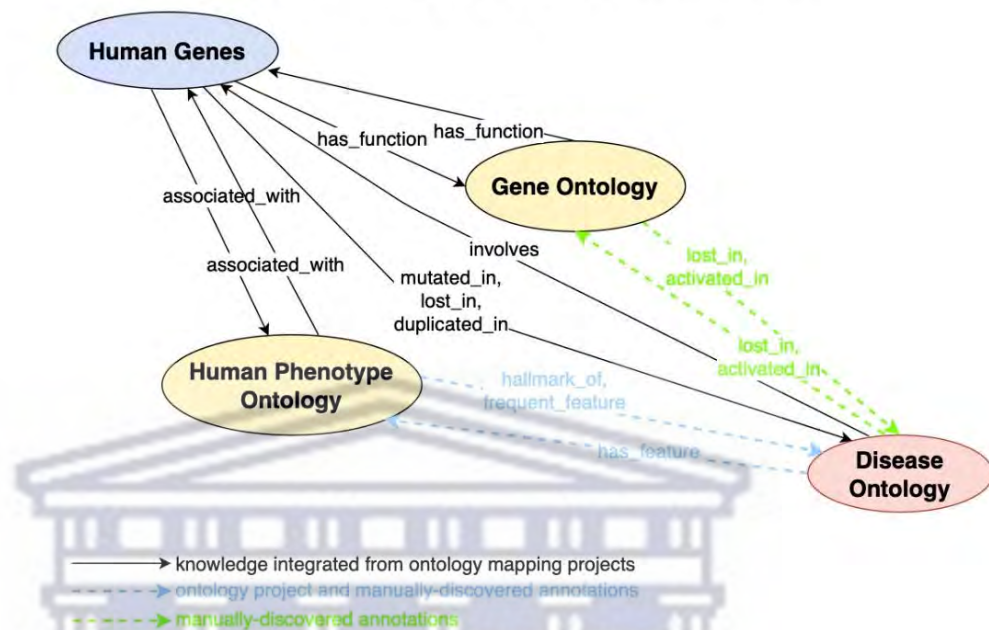 Human Genes
has_function
has_function
Gene Ontology
associated_with
associated_with
involves
mutated_in,
lost_in,
duplicated_in
lost_in,
activated_in
lost_in,
activated_in
Human Phenotype
Ontology
hallmark_of,
frequent_feature
has_feature
Disease
Ontology
knowledge integrated from ontology mapping projects
ontology project and manually-discovered annotations
manually-discovered annotations